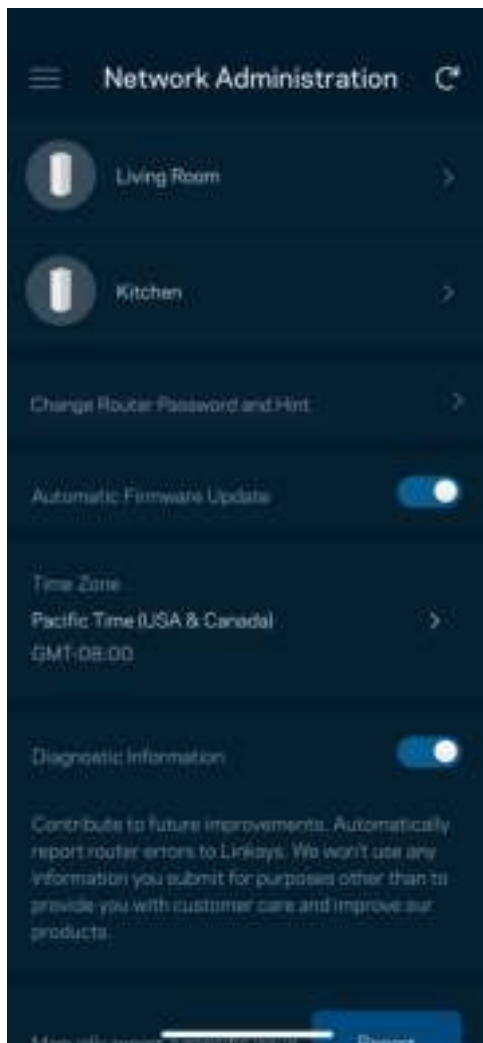 Network Administration
Living Room
Kitchen
Change Router Password and Hint
Automatic Firmware Update
Time Zone
Pacific Time (USA & Canada)
GMT-08:00
Diagnostic Information
Contribute to future improvements. Automatically
report router errors to Linksys. We won't use any
information you submit for purposes other than to
provide you with customer care and improve our
products.
Report